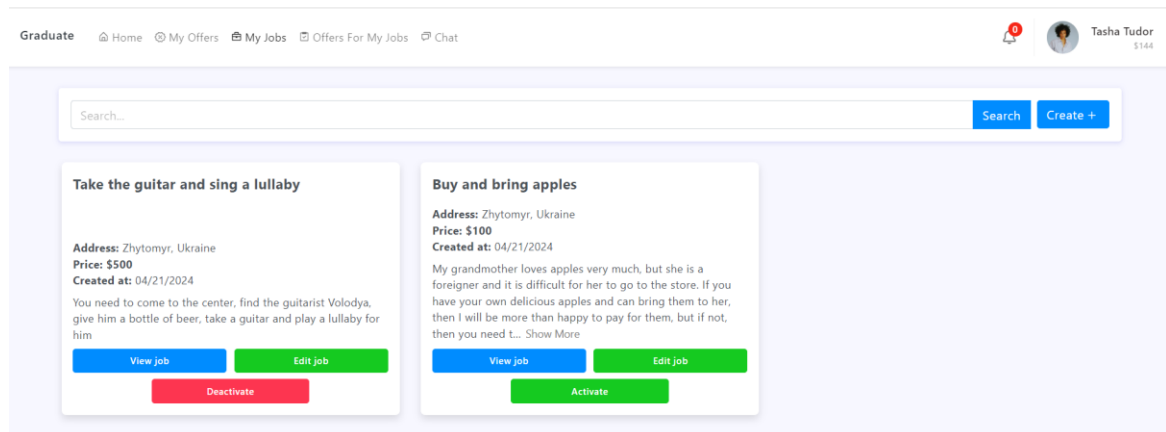 Graduate Home My Offers My Jobs Offers For My Jobs Chat 0 Tasha Tudor
$144
Search... Search Create +
Take the guitar and sing a lullaby
Address: Zhytomyr, Ukraine
Price: $500
Created at: 04/21/2024
You need to come to the center, find the guitarist Volodya,
give him a bottle of beer, take a guitar and play a lullaby for
him
View job Edit job
Deactivate
Buy and bring apples
Address: Zhytomyr, Ukraine
Price: $100
Created at: 04/21/2024
My grandmother loves apples very much, but she is a
foreigner and it is difficult for her to go to the store. If you
have your own delicious apples and can bring them to her,
then I will be more than happy to pay for them, but if not,
then you need t... Show More
View job Edit job
Activate